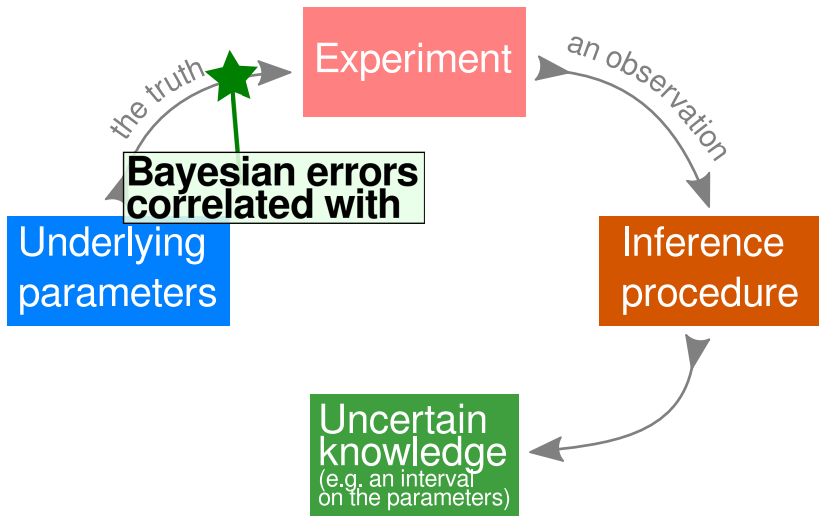 Experiment
an observation
the truth
Bayesian errors
correlated with
Underlying
parameters
Inference
procedure
Uncertain
knowledge
(e.g. an interval
on the parameters)